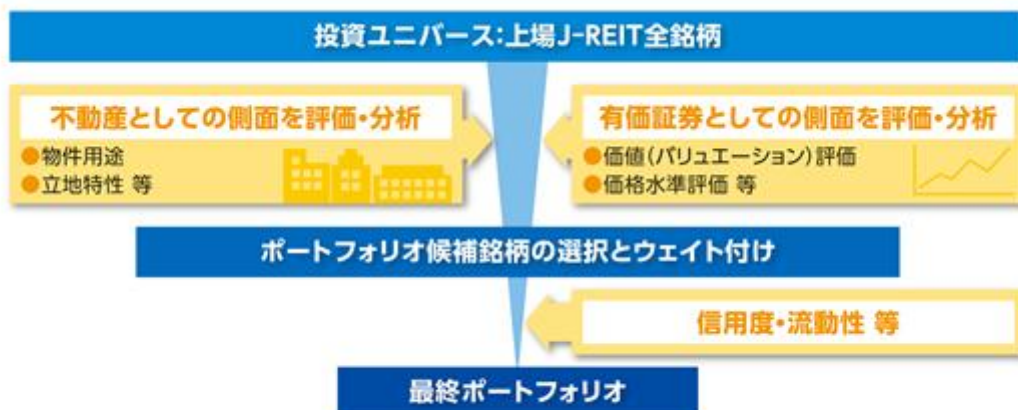 投資ユニバース:上場J-REIT全銘柄
不動産としての側面を評価・分析
●物件用途
●立地特性 等
有価証券としての側面を評価・分析
●価値(バリュエーション)評価
●価格水準評価 等
ポートフォリオ候補銘柄の選択とウェイト付け
信用度・流動性 等
最終ポートフォリオ